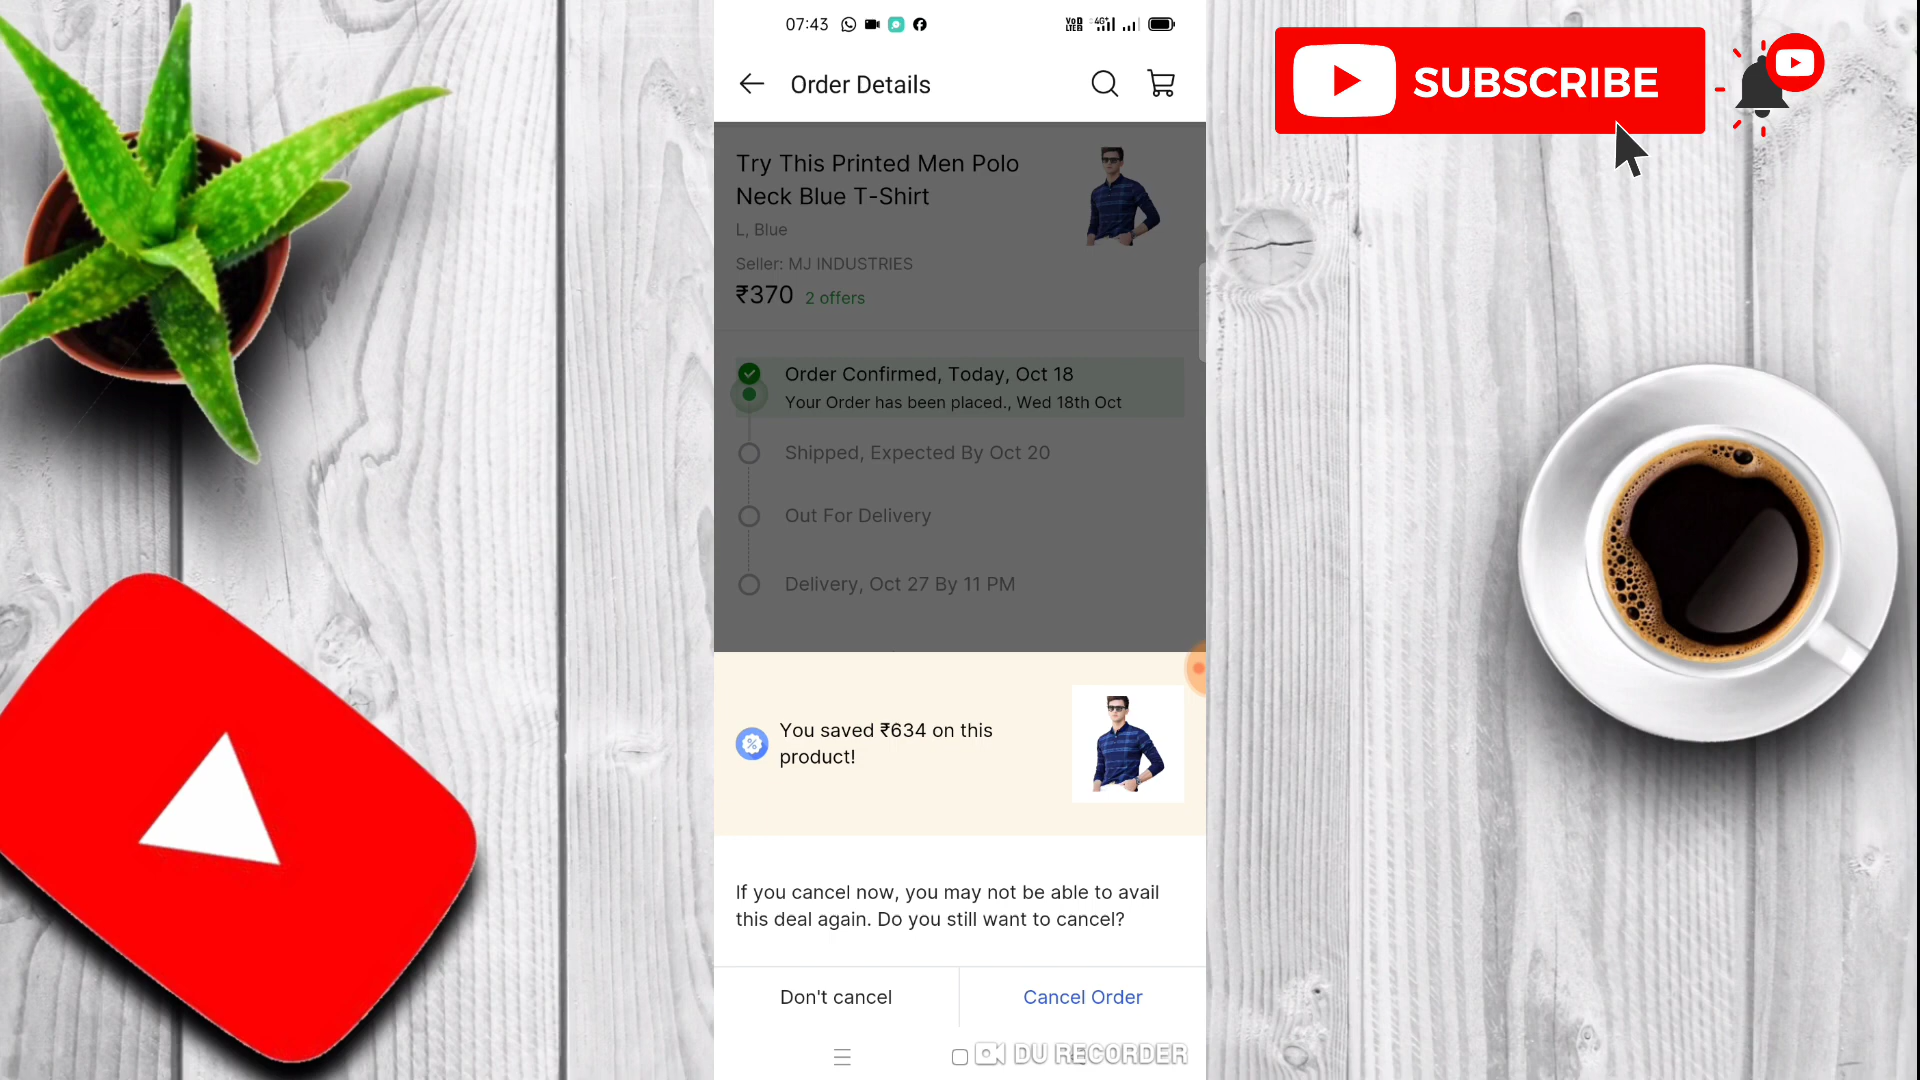 07:43
VoD
LTE2
4G+
Order Details
SUBSCRIBE
Try This Printed Men Polo
Neck Blue T-Shirt
L, Blue
Seller: MJ INDUSTRIES
₹370 2 offers
Order Confirmed, Today, Oct 18
Your Order has been placed., Wed 18th Oct
Shipped, Expected By Oct 20
Out For Delivery
Delivery, Oct 27 By 11 PM
You saved ₹634 on this
product!
If you cancel now, you may not be able to avail
this deal again. Do you still want to cancel?
Don't cancel
Cancel Order
DU RECORDER